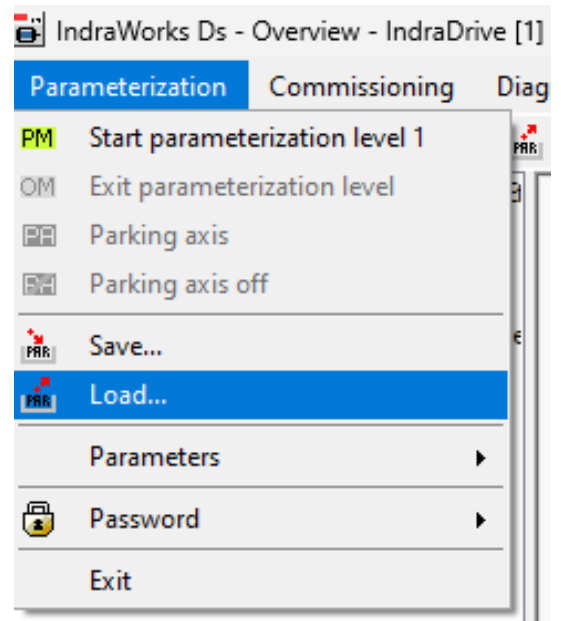 IndraWorks Ds - Overview - IndraDrive [1]
Parameterization Commissioning Diag
PM Start parameterization level 1
PAR
OM Exit parameterization level
PA Parking axis
Parking axis off
PAR Save...
PAR Load...
Parameters
Password
Exit